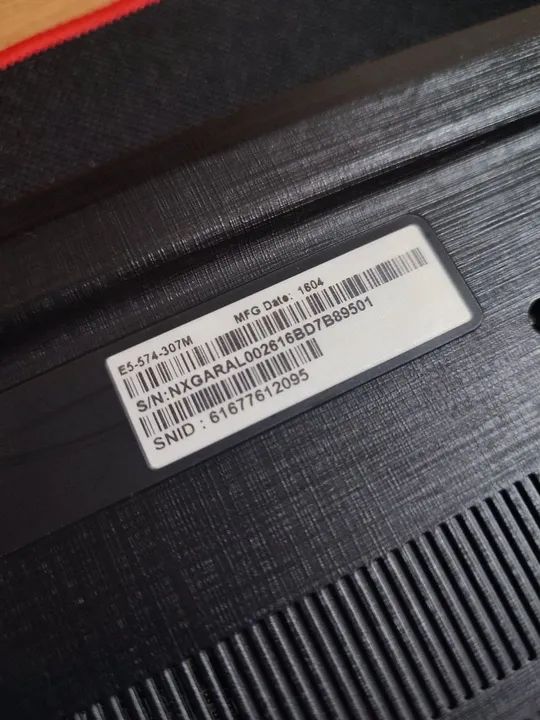 E5-574-307M MFG Date: 1604
S/N:NXGARAL002616BD7B89501
SNID : 61677612095